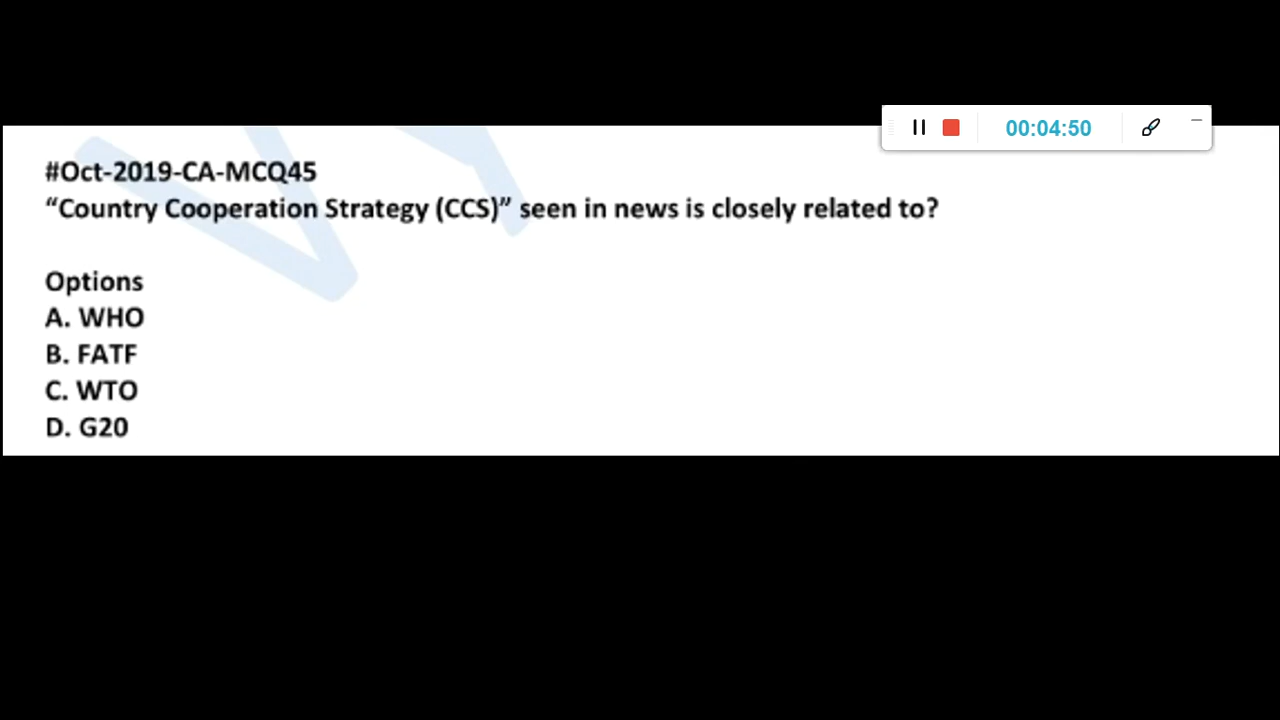 00:04:50
#Oct-2019-CA-MCQ45
“Country Cooperation Strategy (CCS)” seen in news is closely related to?
Options
A. WHO
B. FATF
C. WTO
D. G20